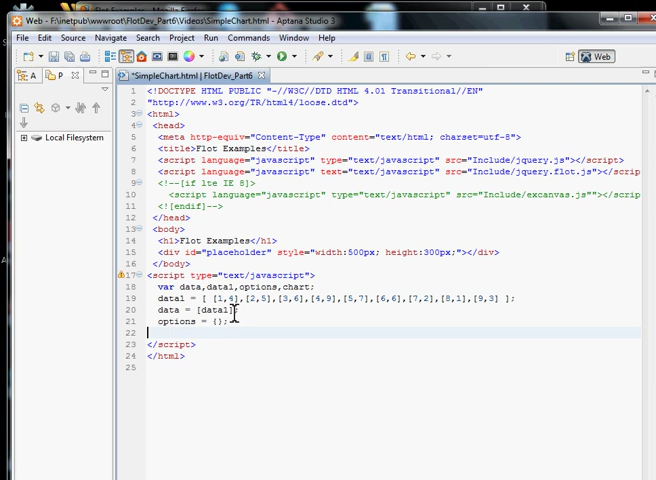 Web - F:\inetpub\wwwroot\FlotDev_Part6\Videos\SimpleChart.html - Aptana Studio 3
File Edit Source Navigate Search Project Run Commands Window Help
Web
A P
*SimpleChart.html | FlotDev_Part6
Local Filesystem
1 <!DOCTYPE HTML PUBLIC "-//W3C//DTD HTML 4.01 Transitional//EN"
2 "http://www.w3.org/TR/html4/loose.dtd">
3 <html>
4 <head>
5 <meta http-equiv="Content-Type" content="text/html; charset=utf-8">
6 <title>Flot Examples</title>
7 <script language="javascript" type="text/javascript" src="Include/jquery.js"></script>
8 <script language="javascript" text="text/javascript" src="Include/jquery.flot.js"></script
9 <!--[if lte IE 8]>
10 <script language="javascript" type="text/javascript" src="Include/excanvas.js""></scrip
11 <![endif]-->
12 </head>
13 <body>
14 <h1>Flot Examples</h1>
15 <div id="placeholder" style="width:500px; height:300px;"></div>
16 </body>
17 <script type="text/javascript">
18 var data,data1,options,chart;
19 data1 = [ [1,4],[2,5],[3,6],[4,9],[5,7],[6,6],[7,2],[8,1],[9,3] ];
20 data = [data1];
21 options = {};
22
23 </script>
24 </html>
25